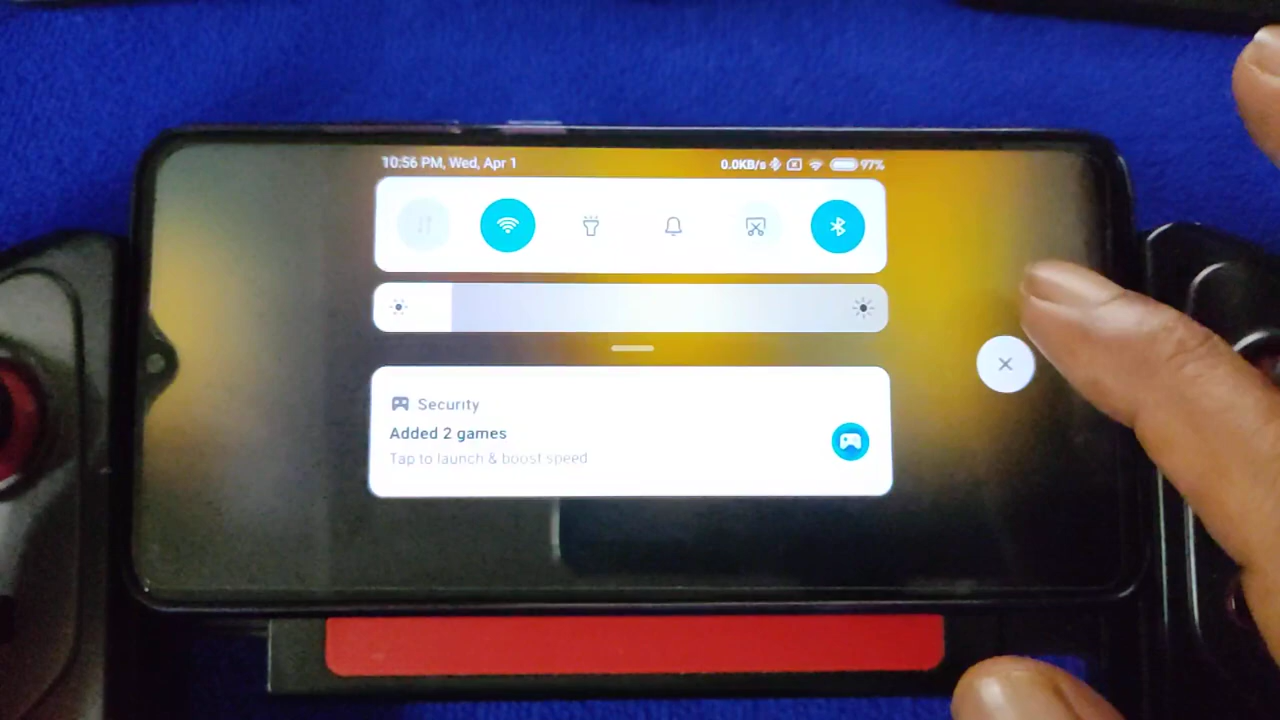 10:56 PM, Wed, Apr 1
0.0KB/s 97%
Security
Added 2 games
Tap to launch & boost speed